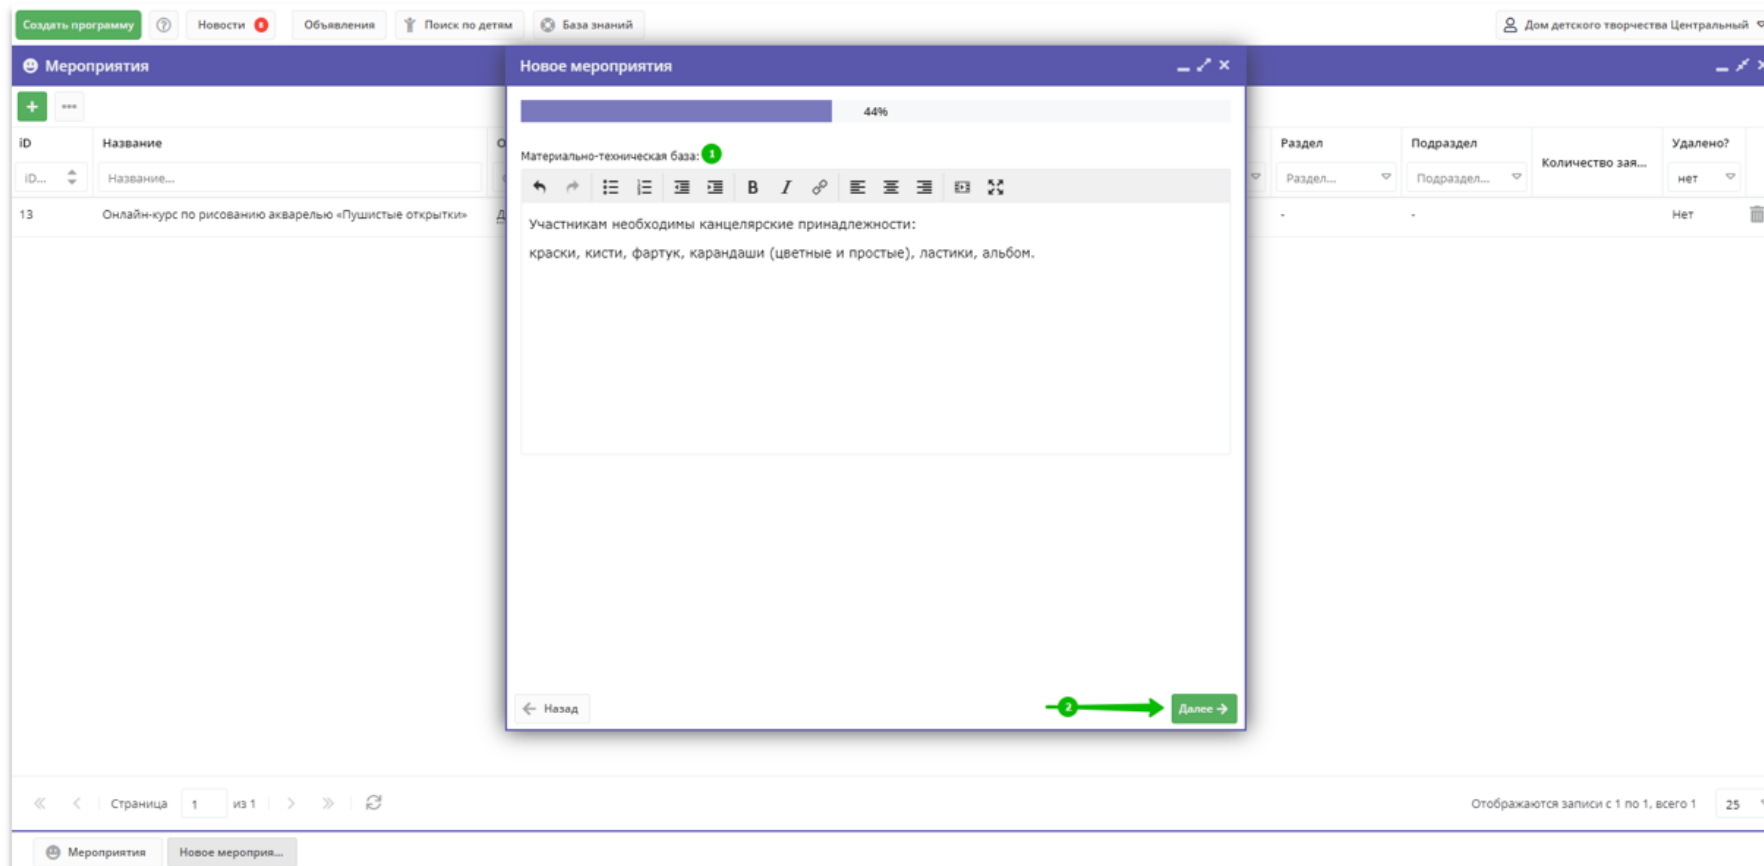 Создать программу ? Новости 8 Объявления Поиск по детям База знаний Дом детского творчества Центральный
Мероприятия
Новое мероприятия
44%
iD Название О Раздел Подраздел Количество зая... Удалено?
iD... Название... Раздел... Подраздел... нет
Материально-техническая база: 1
13 Онлайн-курс по рисованию акварелью «Пушистые открытки» Д - - Нет
Участникам необходимы канцелярские принадлежности:
краски, кисти, фартук, карандаши (цветные и простые), ластики, альбом.
Назад 2 Далее
Страница 1 из 1 Отображаются записи с 1 по 1, всего 1 25
Мероприятия Новое мероприя...